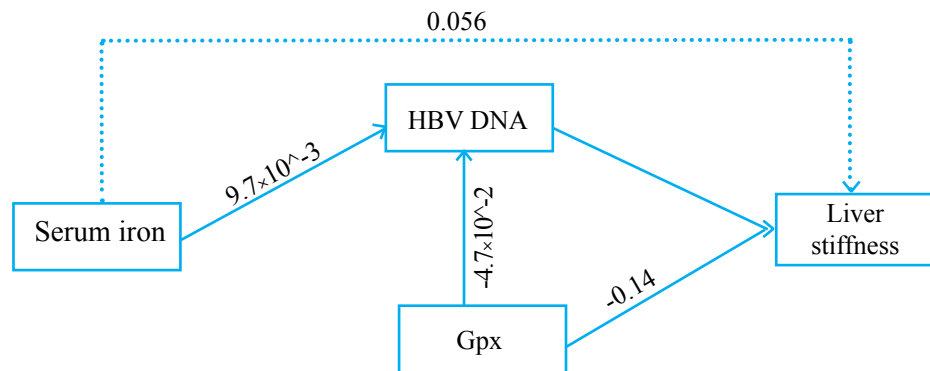 0.056
HBV DNA
9.7×10^-3
Serum iron
-4.7×10^-2
Liver
stiffness
-0.14
Gpx